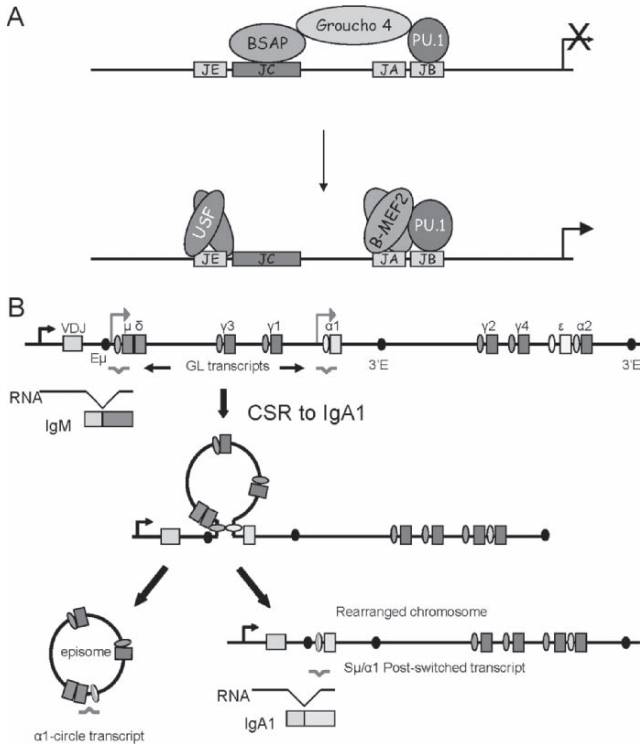 A
Groucho 4
BSAP
PU.1
X
JE
JC
JA
JB
USF
B-MEF2
PU.1
JE
JC
JA
JB
B
VDJ
μ δ
γ3
γ1
α1
γ2
γ4
ε
α2
Eμ
GL transcripts
3'E
3'E
RNA
IgM
CSR to IgA1
Rearranged chromosome
episome
Sμ/α1 Post-switched transcript
RNA
IgA1
α1-circle transcript